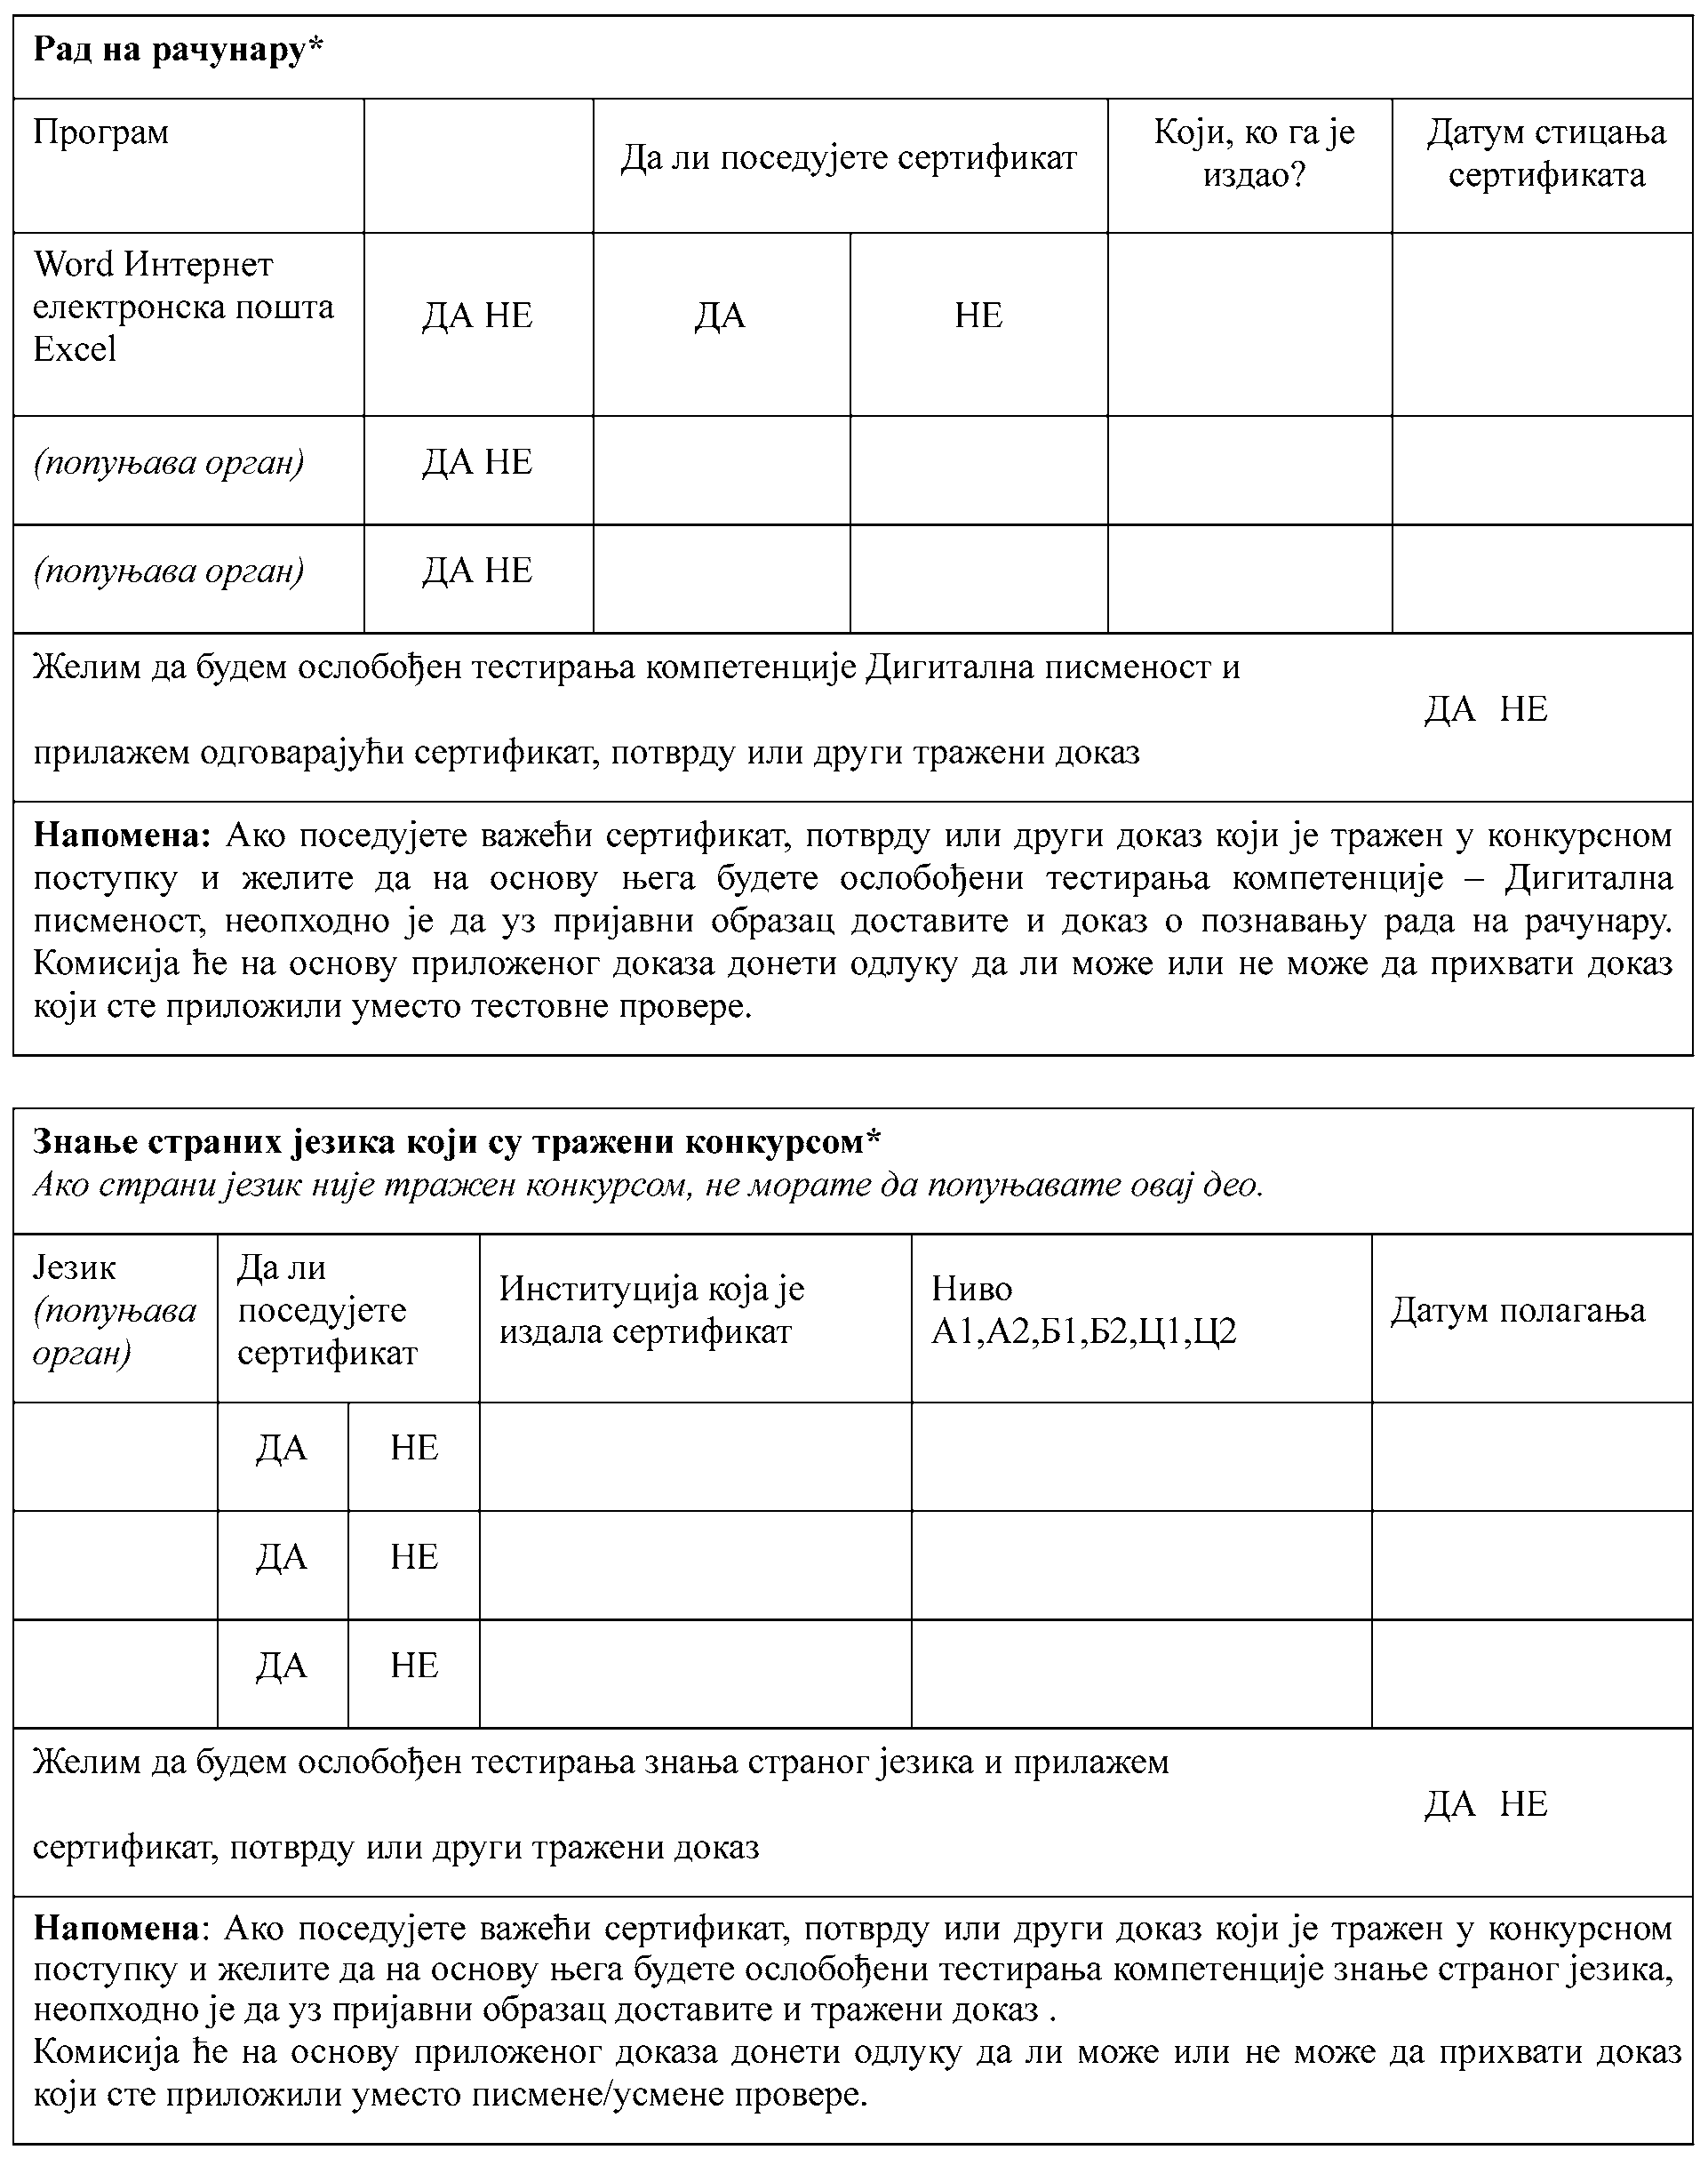 Рад на рачунару*
Програм
Да ли поседујете сертификат
Који, ко га је
издао?
Датум стицања
сертификата
Word Интернет
електронска пошта
Excel
ДА НЕ
ДА
НЕ
(попуњава орган)
ДА НЕ
(попуњава орган)
ДА НЕ
Желим да будем ослобођен тестирања компетенције Дигитална писменост и
ДА НЕ
прилажем одговарајући сертификат, потврду или други тражени доказ
Напомена: Ако поседујете важећи сертификат, потврду или други доказ који је тражен у конкурсном
поступку и желите да на основу њега будете ослобођени тестирања компетенције – Дигитална
писменост, неопходно је да уз пријавни образац доставите и доказ о познавању рада на рачунару.
Комисија ће на основу приложеног доказа донети одлуку да ли може или не може да прихвати доказ
који сте приложили уместо тестовне провере.
Знање страних језика који су тражени конкурсом*
Ако страни језик није тражен конкурсом, не морате да попуњавате овај део.
Језик
(попуњава
орган)
Да ли
поседујете
сертификат
Институција која је
издала сертификат
Ниво
А1,А2,Б1,Б2,Ц1,Ц2
Датум полагања
ДА
НЕ
ДА
НЕ
ДА
НЕ
Желим да будем ослобођен тестирања знања страног језика и прилажем
ДА НЕ
сертификат, потврду или други тражени доказ
Напомена: Ако поседујете важећи сертификат, потврду или други доказ који је тражен у конкурсном
поступку и желите да на основу њега будете ослобођени тестирања компетенције знање страног језика,
неопходно је да уз пријавни образац доставите и тражени доказ .
Комисија ће на основу приложеног доказа донети одлуку да ли може или не може да прихвати доказ
који сте приложили уместо писмене/усмене провере.